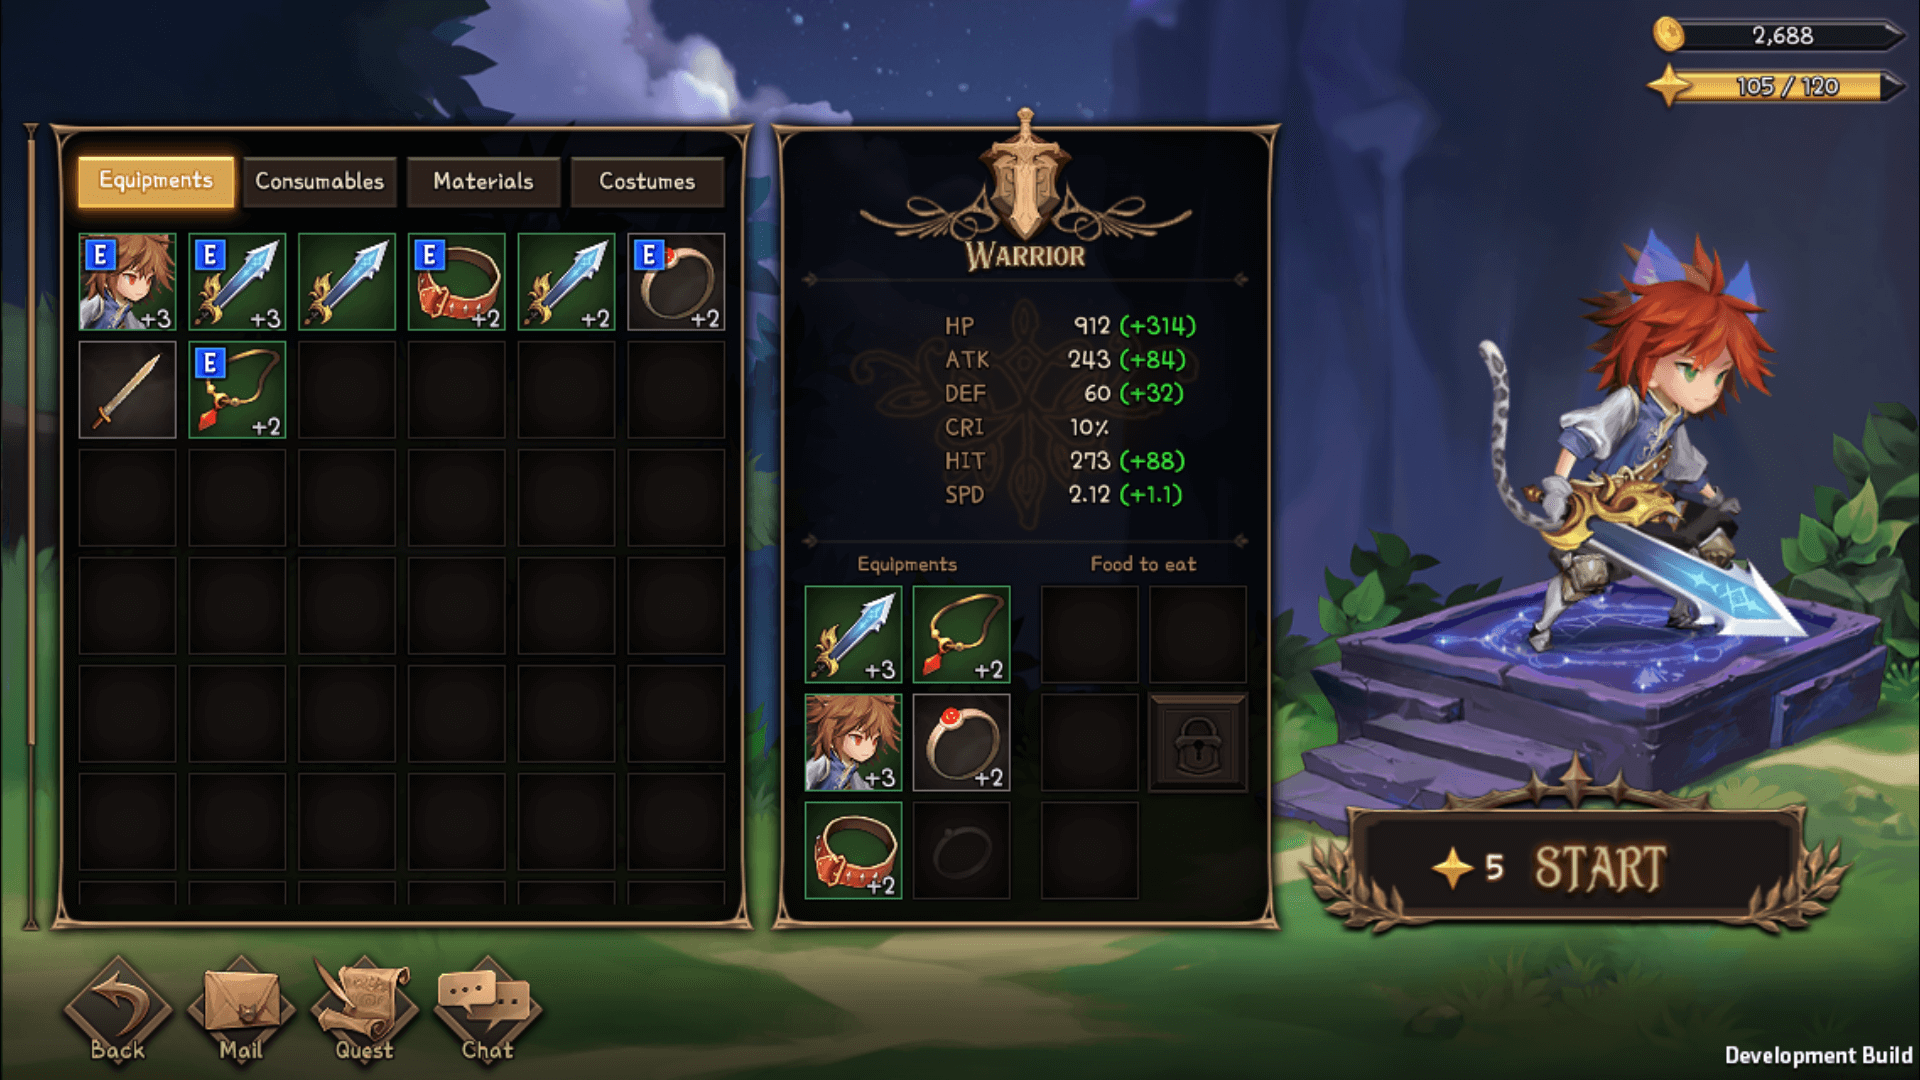 2,688
105 / 120
Equipments Consumables Materials Costumes
E +3 E +3 E +2 +2 E +2
E +2
WARRIOR
HP 912 (+314)
ATK 243 (+84)
DEF 60 (+32)
CRI 10%
HIT 273 (+88)
SPD 2.12 (+1.1)
Equipments Food to eat
+3 +2
+3 +2
+2
5 START
Back Mail Quest Chat
Development Build